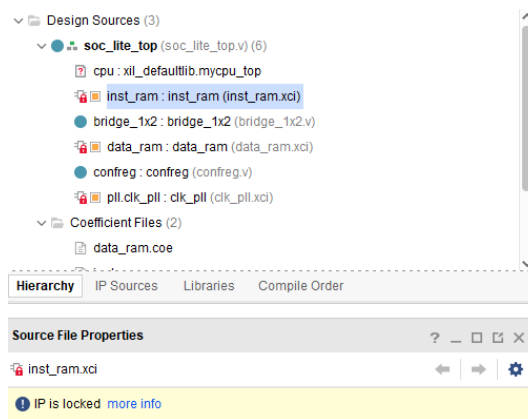 Design Sources (3)
soc_lite_top (soc_lite_top.v) (6)
cpu : xil_defaultlib.mycpu_top
inst_ram : inst_ram (inst_ram.xci)
bridge_1x2 : bridge_1x2 (bridge_1x2.v)
data_ram : data_ram (data_ram.xci)
confreg : confreg (confreg.v)
pll.clk_pll : clk_pll (clk_pll.xci)
Coefficient Files (2)
data_ram.coe
Hierarchy IP Sources Libraries Compile Order
Source File Properties
inst_ram.xci
IP is locked more info